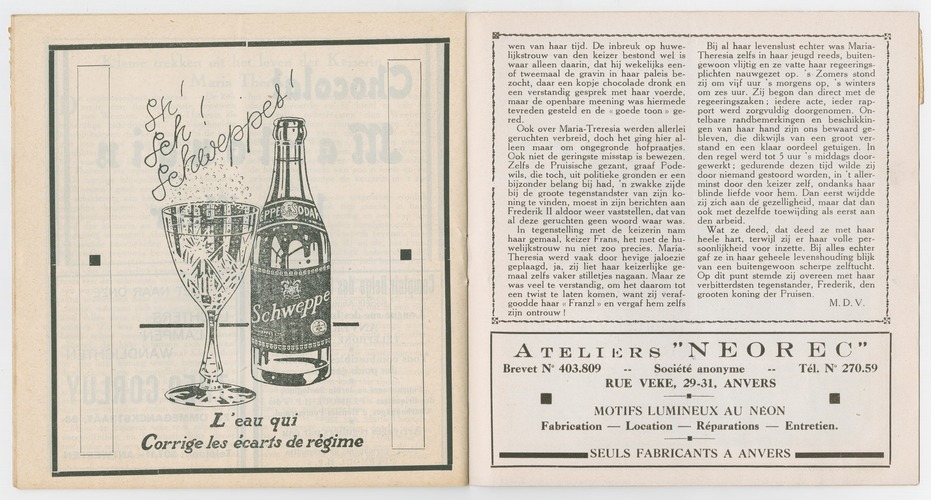 Sh!
Sch!
Schweppes!
SODA
Schweppe
L'eau qui
Corrige les écarts de régime
wen van haar tijd. De inbreuk op huwe-
lijkstrouw van den keizer bestond wel is
waar alleen daarin, dat hij wekelijks een-
of tweemaal de gravin in haar paleis be-
zocht, daar een kopje chocolade dronk en
een verstandig gesprek met haar voerde,
maar de openbare meening was hiermede
tevreden gesteld en de « goede toon » ge-
red.
Ook over Maria-Treresia werden allerlei
geruchten verbreid, doch het ging hier al-
leen maar om ongegronde hofpraatjes.
Ook niet de geringste misstap is bewezen.
Zelfs de Pruisische gezant, graaf Pode-
wils, die toch, uit politieke gronden er een
bijzonder belang bij had, 'n zwakke zijde
bij de groote tegenstandster van zijn ko-
ning te vinden, moest in zijn berichten aan
Frederik II aldoor weer vaststellen, dat van
al deze geruchten geen woord waar was.
In tegenstelling met de keizerin nam
haar gemaal, keizer Frans, het met de hu-
welijkstrouw nu niet zoo precies. Maria-
Theresia werd vaak door hevige jaloezie
geplaagd, ja, zij liet haar keizerlijke ge-
maal zelfs vaker stilletjes nagaan. Maar ze
was veel te verstandig, om het daarom tot
een twist te laten komen, want zij veraf-
goodde haar « Franzl » en vergaf hem zelfs
zijn ontrouw !
Bij al haar levenslust echter was Maria-
Theresia zelfs in haar jeugd reeds, buiten-
gewoon vlijtig en ze vatte haar regeerings-
plichten nauwgezet op. 's Zomers stond
zij om vijf uur 's morgens op, 's winters
om zes uur. Zij begon dan direct met de
regeeringszaken ; iedere acte, ieder rap-
port werd zorgvuldig doorgenomen. On-
telbare randbemerkingen en beschikkin-
gen van haar hand zijn ons bewaard ge-
bleven, die dikwijls van een groot ver-
stand en een klaar oordeel getuigen. In
den regel werd tot 5 uur 's middags door-
gewerkt ; gedurende dezen tijd wilde zij
door niemand gestoord worden, in 't aller-
minst door den keizer zelf, ondanks haar
blinde liefde voor hem. Dan eerst wijdde
zij zich aan de gezelligheid, maar dat dan
ook met dezelfde toewijding als eerst aan
den arbeid.
Wat ze deed, dat deed ze met haar
heele hart, terwijl zij er haar volle per-
soonlijkheid voor inzette. Bij alles echter
gaf ze in haar geheele levenshouding blijk
van een buitengewoon scherpe zelftucht.
Op dit punt stemde zij overeen met haar
verbitterdsten tegenstander, Frederik, den
grooten koning der Pruisen.
M. D. V.
ATELIERS "NEOREC"
Brevet N° 403.809 -- Société anonyme -- Tél. N° 270.59
RUE VEKE, 29-31, ANVERS
MOTIFS LUMINEUX AU NÉON
Fabrication — Location — Réparations — Entretien.
SEULS FABRICANTS A ANVERS